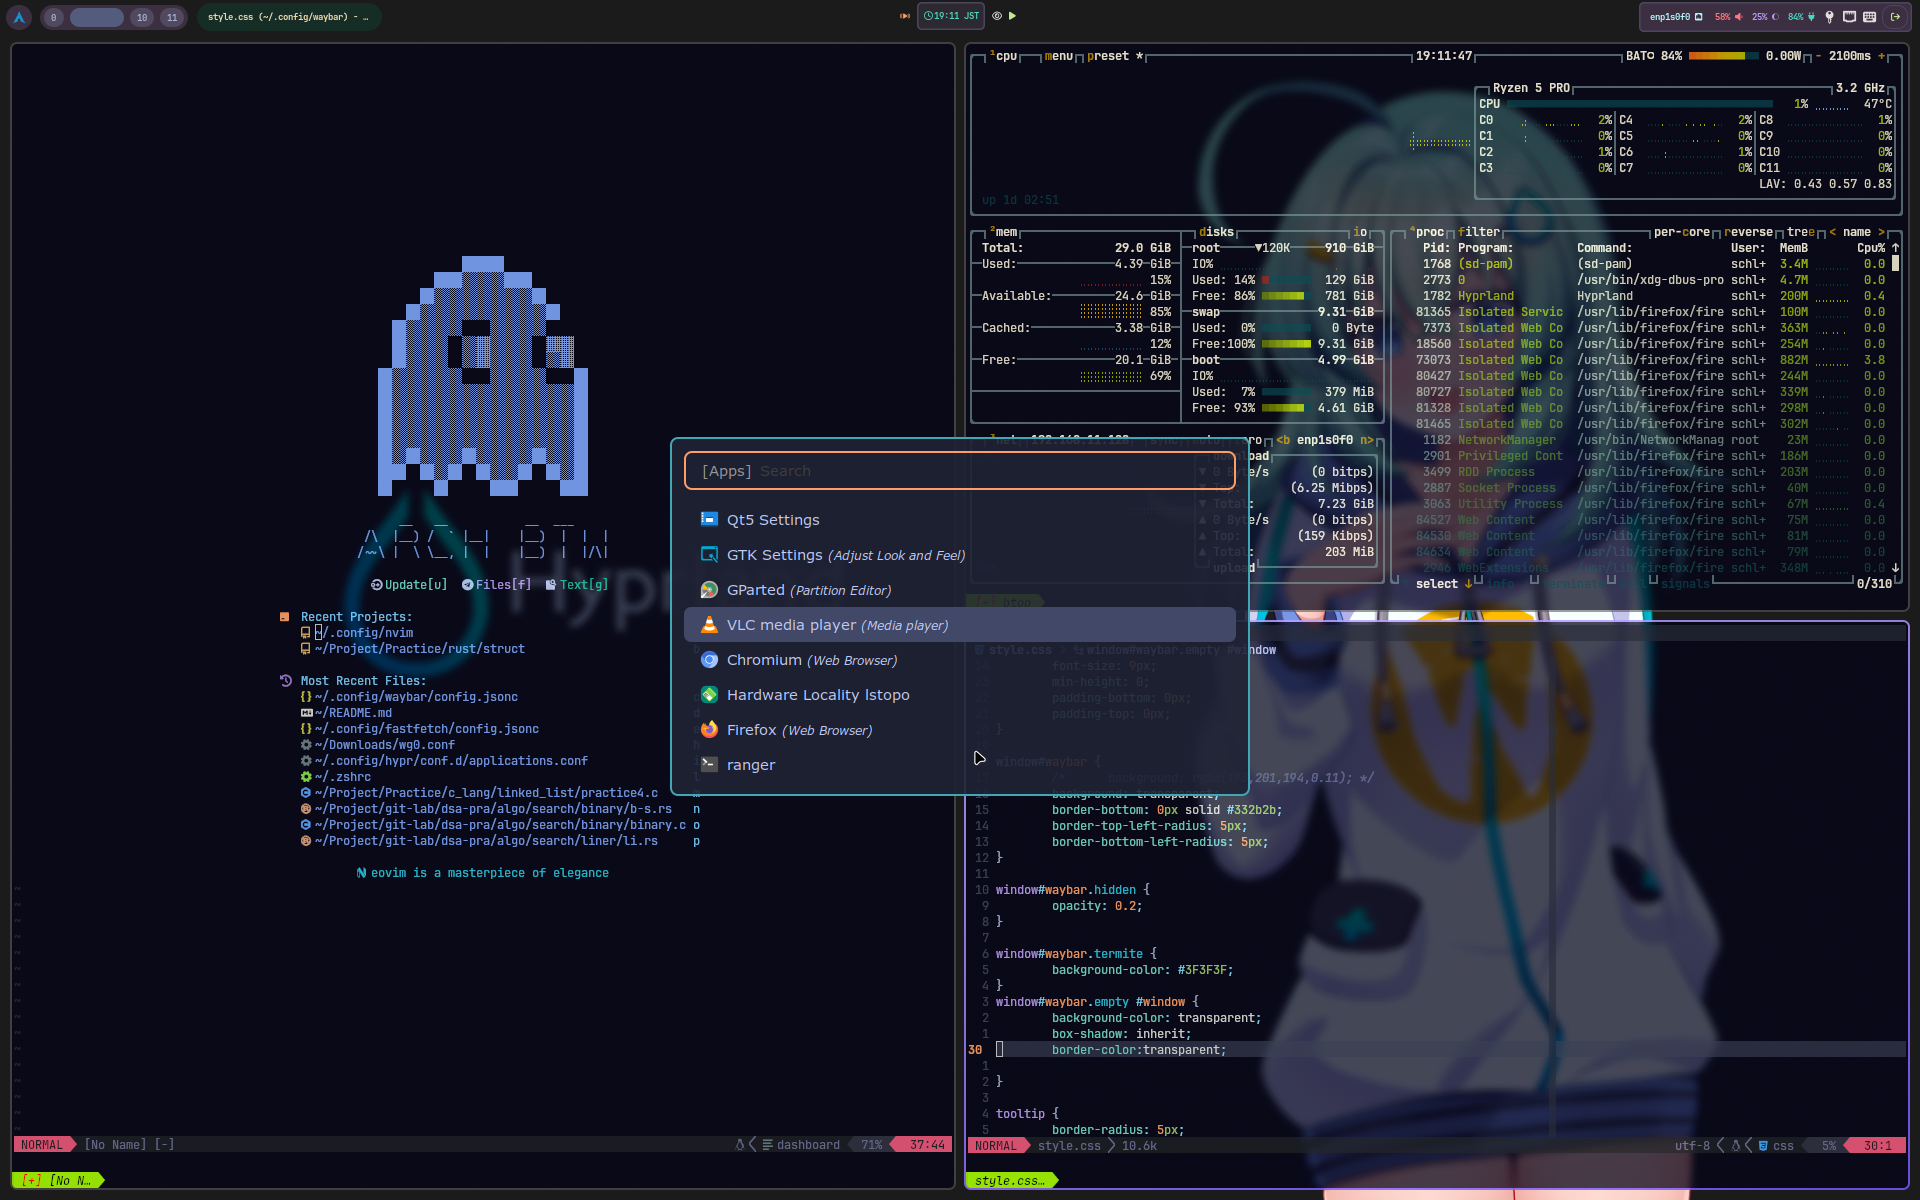 0 10 11 style.css (~/.config/waybar) - …
19:11 JST
enp1s0f0 58% 25% 84%
Update[u] Files[f] Text[g]
Recent Projects:
~/.config/nvim
~/Project/Practice/rust/struct
Most Recent Files:
{} ~/.config/waybar/config.jsonc
~/README.md
{} ~/.config/fastfetch/config.jsonc
~/Downloads/wg0.conf
~/.config/hypr/conf.d/applications.conf
~/.zshrc
~/Project/Practice/c_lang/linked_list/practice4.c
~/Project/git-lab/dsa-pra/algo/search/binary/b-s.rs n
~/Project/git-lab/dsa-pra/algo/search/binary/binary.c o
~/Project/git-lab/dsa-pra/algo/search/liner/li.rs p
eovim is a masterpiece of elegance
NORMAL [No Name] [-] dashboard 71% 37:44
[+] [No N…
1cpu menu preset * 19:11:47 BAT 84% 0.00W - 2100ms +
Ryzen 5 PRO 3.2 GHz
CPU 1% 47°C
C0 2% C4 2% C8 1%
C1 0% C5 0% C9 0%
C2 1% C6 1% C10 0%
C3 0% C7 0% C11 0%
LAV: 0.43 0.57 0.83
up 1d 02:51
2mem
Total: 29.0 GiB
Used: 4.39 GiB
15%
Available: 24.6 GiB
85%
Cached: 3.38 GiB
12%
Free: 20.1 GiB
69%
disks io
root ▼120K 910 GiB
IO%
Used: 14% 129 GiB
Free: 86% 781 GiB
swap 9.31 GiB
Used: 0% 0 Byte
Free:100% 9.31 GiB
boot 4.99 GiB
IO%
Used: 7% 379 MiB
Free: 93% 4.61 GiB
4proc filter per-core reverse tree < name >
Pid: Program: Command: User: MemB Cpu% ↑
1768 (sd-pam) (sd-pam) schl+ 3.4M 0.0
2773 0 /usr/bin/xdg-dbus-pro schl+ 4.7M 0.0
1782 Hyprland Hyprland schl+ 200M 0.4
81365 Isolated Servic /usr/lib/firefox/fire schl+ 100M 0.0
7373 Isolated Web Co /usr/lib/firefox/fire schl+ 363M 0.0
18560 Isolated Web Co /usr/lib/firefox/fire schl+ 254M 0.0
73073 Isolated Web Co /usr/lib/firefox/fire schl+ 882M 3.8
80427 Isolated Web Co /usr/lib/firefox/fire schl+ 244M 0.0
80727 Isolated Web Co /usr/lib/firefox/fire schl+ 339M 0.0
81328 Isolated Web Co /usr/lib/firefox/fire schl+ 298M 0.0
81465 Isolated Web Co /usr/lib/firefox/fire schl+ 302M 0.0
1182 NetworkManager /usr/bin/NetworkManag root 23M 0.0
2901 Privileged Cont /usr/lib/firefox/fire schl+ 186M 0.0
3499 RDD Process /usr/lib/firefox/fire schl+ 203M 0.0
2887 Socket Process /usr/lib/firefox/fire schl+ 40M 0.0
3063 Utility Process /usr/lib/firefox/fire schl+ 67M 0.4
84527 Web Content /usr/lib/firefox/fire schl+ 75M 0.0
84530 Web Content /usr/lib/firefox/fire schl+ 81M 0.0
84634 Web Content /usr/lib/firefox/fire schl+ 79M 0.0
2946 WebExtensions /usr/lib/firefox/fire schl+ 348M 0.0 ↓
select ↓ info signals 0/310
<b enp1s0f0 n>
download
(0 bitps)
(6.25 Mibps)
7.23 GiB
▲ 0 Byte/s (0 bitps)
▲ Top: (159 Kibps)
▲ Total: 203 MiB
upload
[Apps] Search
Qt5 Settings
GTK Settings (Adjust Look and Feel)
GParted (Partition Editor)
VLC media player (Media player)
Chromium (Web Browser)
Hardware Locality lstopo
Firefox (Web Browser)
ranger
style.css > window#waybar.empty #window
font-size: 9px;
min-height: 0;
padding-bottom: 0px;
padding-top: 0px;
}
window#waybar {
,201,194,0.11); */
background: transparent;
15 border-bottom: 0px solid #332b2b;
14 border-top-left-radius: 5px;
13 border-bottom-left-radius: 5px;
12 }
11
10 window#waybar.hidden {
9 opacity: 0.2;
8 }
7
6 window#waybar.termite {
5 background-color: #3F3F3F;
4 }
3 window#waybar.empty #window {
2 background-color: transparent;
1 box-shadow: inherit;
30 border-color:transparent;
1
2 }
3
4 tooltip {
5 border-radius: 5px;
NORMAL style.css 10.6k utf-8 css 5% 30:1
style.css…